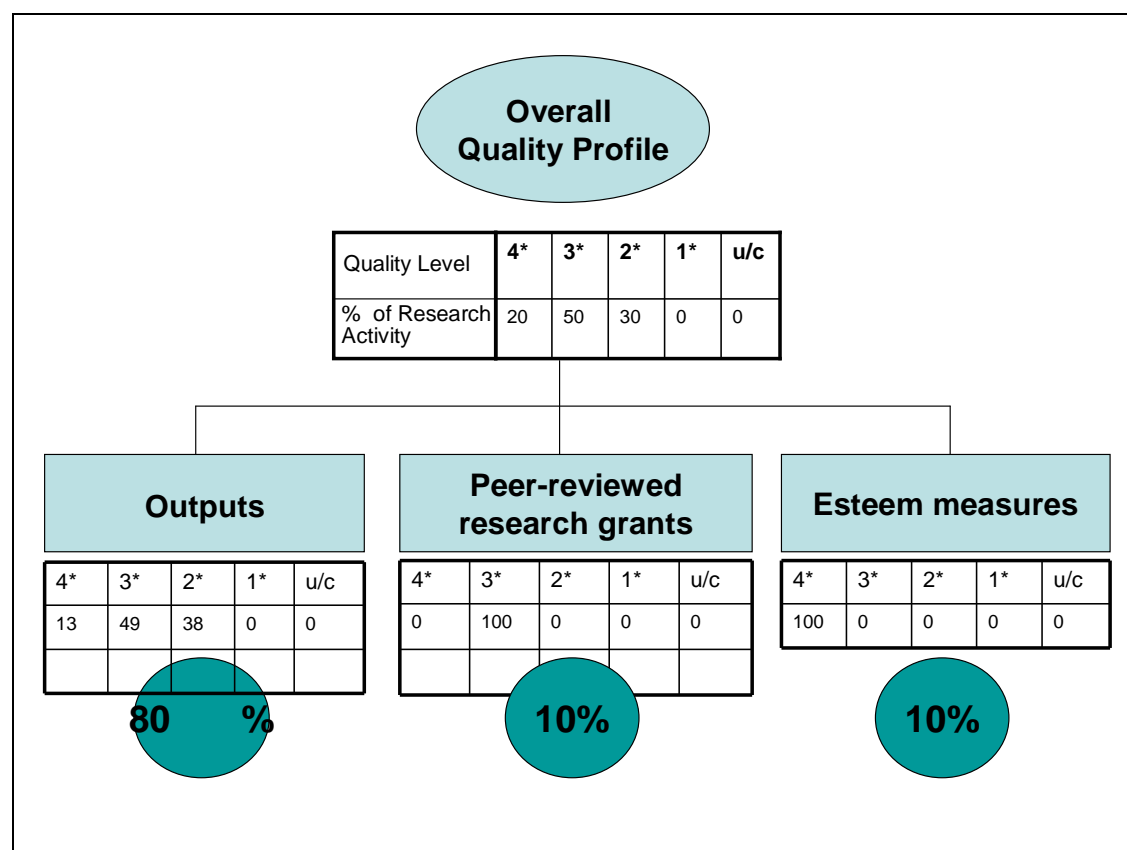 Overall
Quality Profile
Quality Level 4* 3* 2* 1* u/c
% of Research
Activity 20 50 30 0 0
Outputs
4* 3* 2* 1* u/c
13 49 38 0 0
80 %
Peer-reviewed
research grants
4* 3* 2* 1* u/c
0 100 0 0 0
10%
Esteem measures
4* 3* 2* 1* u/c
100 0 0 0 0
10%